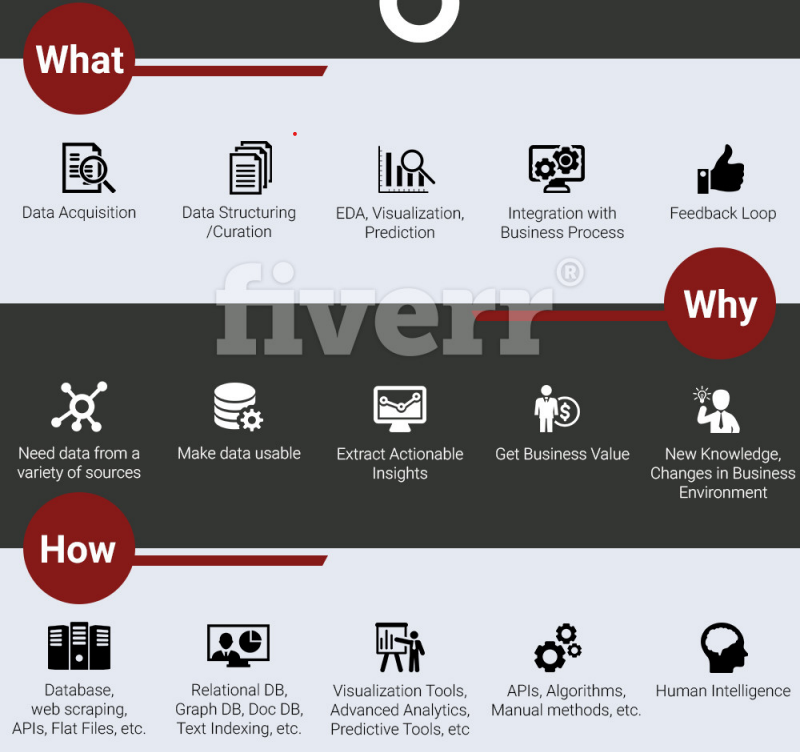 What
Data Acquisition
Data Structuring
/Curation
EDA, Visualization,
Prediction
Integration with
Business Process
Feedback Loop
fiverr®
Why
Need data from a
variety of sources
Make data usable
Extract Actionable
Insights
Get Business Value
New Knowledge,
Changes in Business
Environment
How
Database,
web scraping,
APIs, Flat Files, etc.
Relational DB,
Graph DB, Doc DB,
Text Indexing, etc.
Visualization Tools,
Advanced Analytics,
Predictive Tools, etc
APIs, Algorithms,
Manual methods, etc.
Human Intelligence